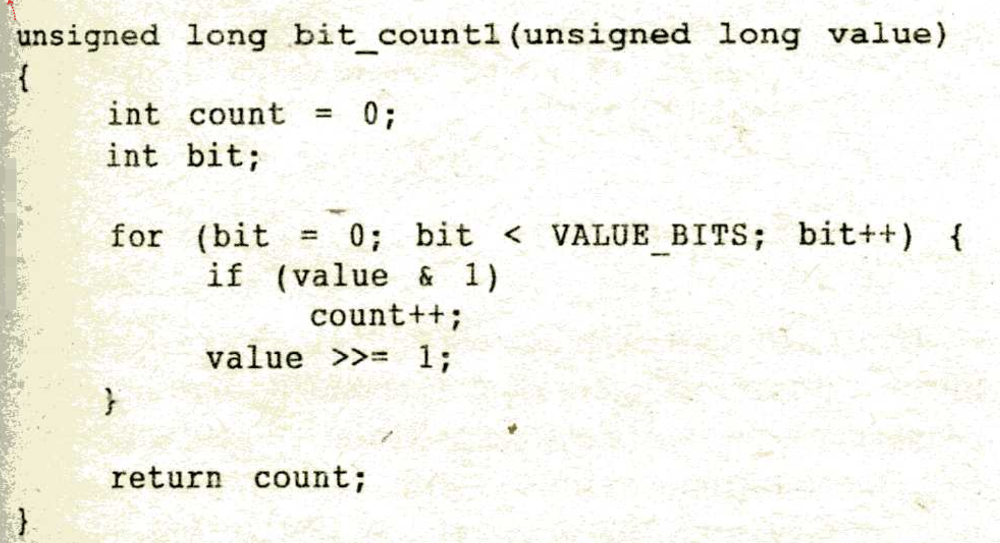 unsigned long bit_count1(unsigned long value)
{
int count = 0;
int bit;
for (bit = 0; bit < VALUE_BITS; bit++) {
if (value & 1)
count++;
value >>= 1;
}
return count;
}